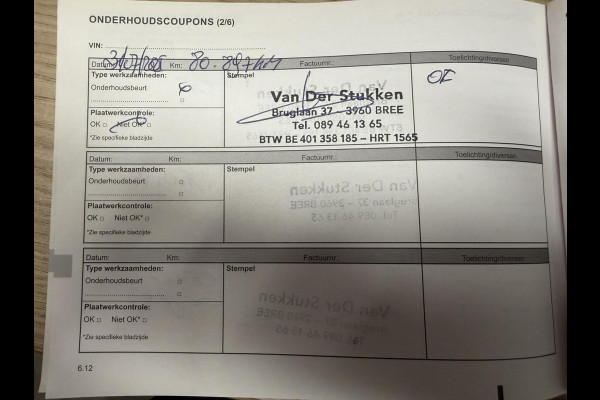 ONDERHOUDSCOUPONS (2/6)
VIN:
Datum: Km: 80.897 KM Factuurnr.: Toelichting/diversen
Type werkzaamheden: Stempel OK
Onderhoudsbeurt
Plaatwerkcontrole:
OK Niet OK*
*Zie specifieke bladzijde
Van Der Stukken
Bruglaan 37 – 3960 BREE
Tel. 089 46 13 65
BTW BE 401 358 185 – HRT 1565
Datum: Km: Factuurnr.: Toelichting/diversen
Type werkzaamheden: Stempel
Onderhoudsbeurt
Plaatwerkcontrole:
OK Niet OK*
*Zie specifieke bladzijde
Datum: Km: Factuurnr.: Toelichting/diversen
Type werkzaamheden: Stempel
Onderhoudsbeurt
Plaatwerkcontrole:
OK Niet OK*
*Zie specifieke bladzijde
6.12